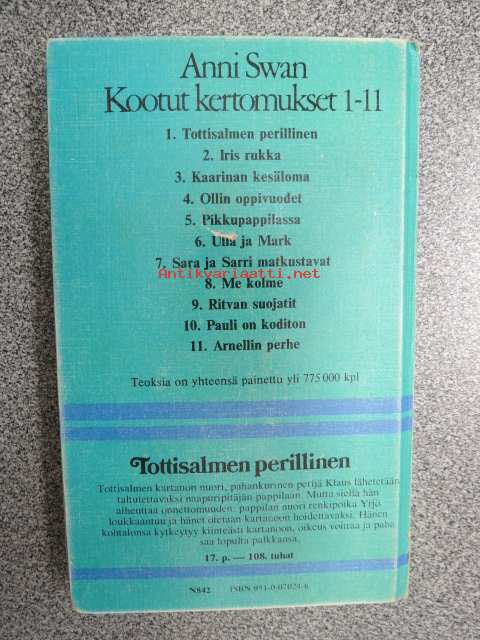 Anni Swan
Kootut kertomukset 1-11
1. Tottisalmen perillinen
2. Iris rukka
3. Kaarinan kesäloma
4. Ollin oppivuodet
5. Pikkupappilassa
6. Ulla ja Mark
7. Sara ja Sarri matkustavat
Antikvariaatti.net
8. Me kolme
9. Ritvan suojatit
10. Pauli on koditon
11. Arnellin perhe
Teoksia on yhteensä painettu yli 775 000 kpl
Tottisalmen perillinen
Tottisalmen kartanon nuori, pahankurinen perijä Klaus lähetetään
taltutettavaksi naapuripitäjän pappilaan. Mutta siellä hän
aiheuttaa onnettomuuden: pappilan nuori renkipoika Yrjö
loukkaantuu ja hänet otetaan kartanoon hoidettavaksi. Hänen
kohtalonsa kytkeytyy kiinteästi kartanoon, oikeus voittaa ja paha
saa lopulta palkkansa.
17. p. — 108. tuhat
N842 ISBN 951-0-07024-6